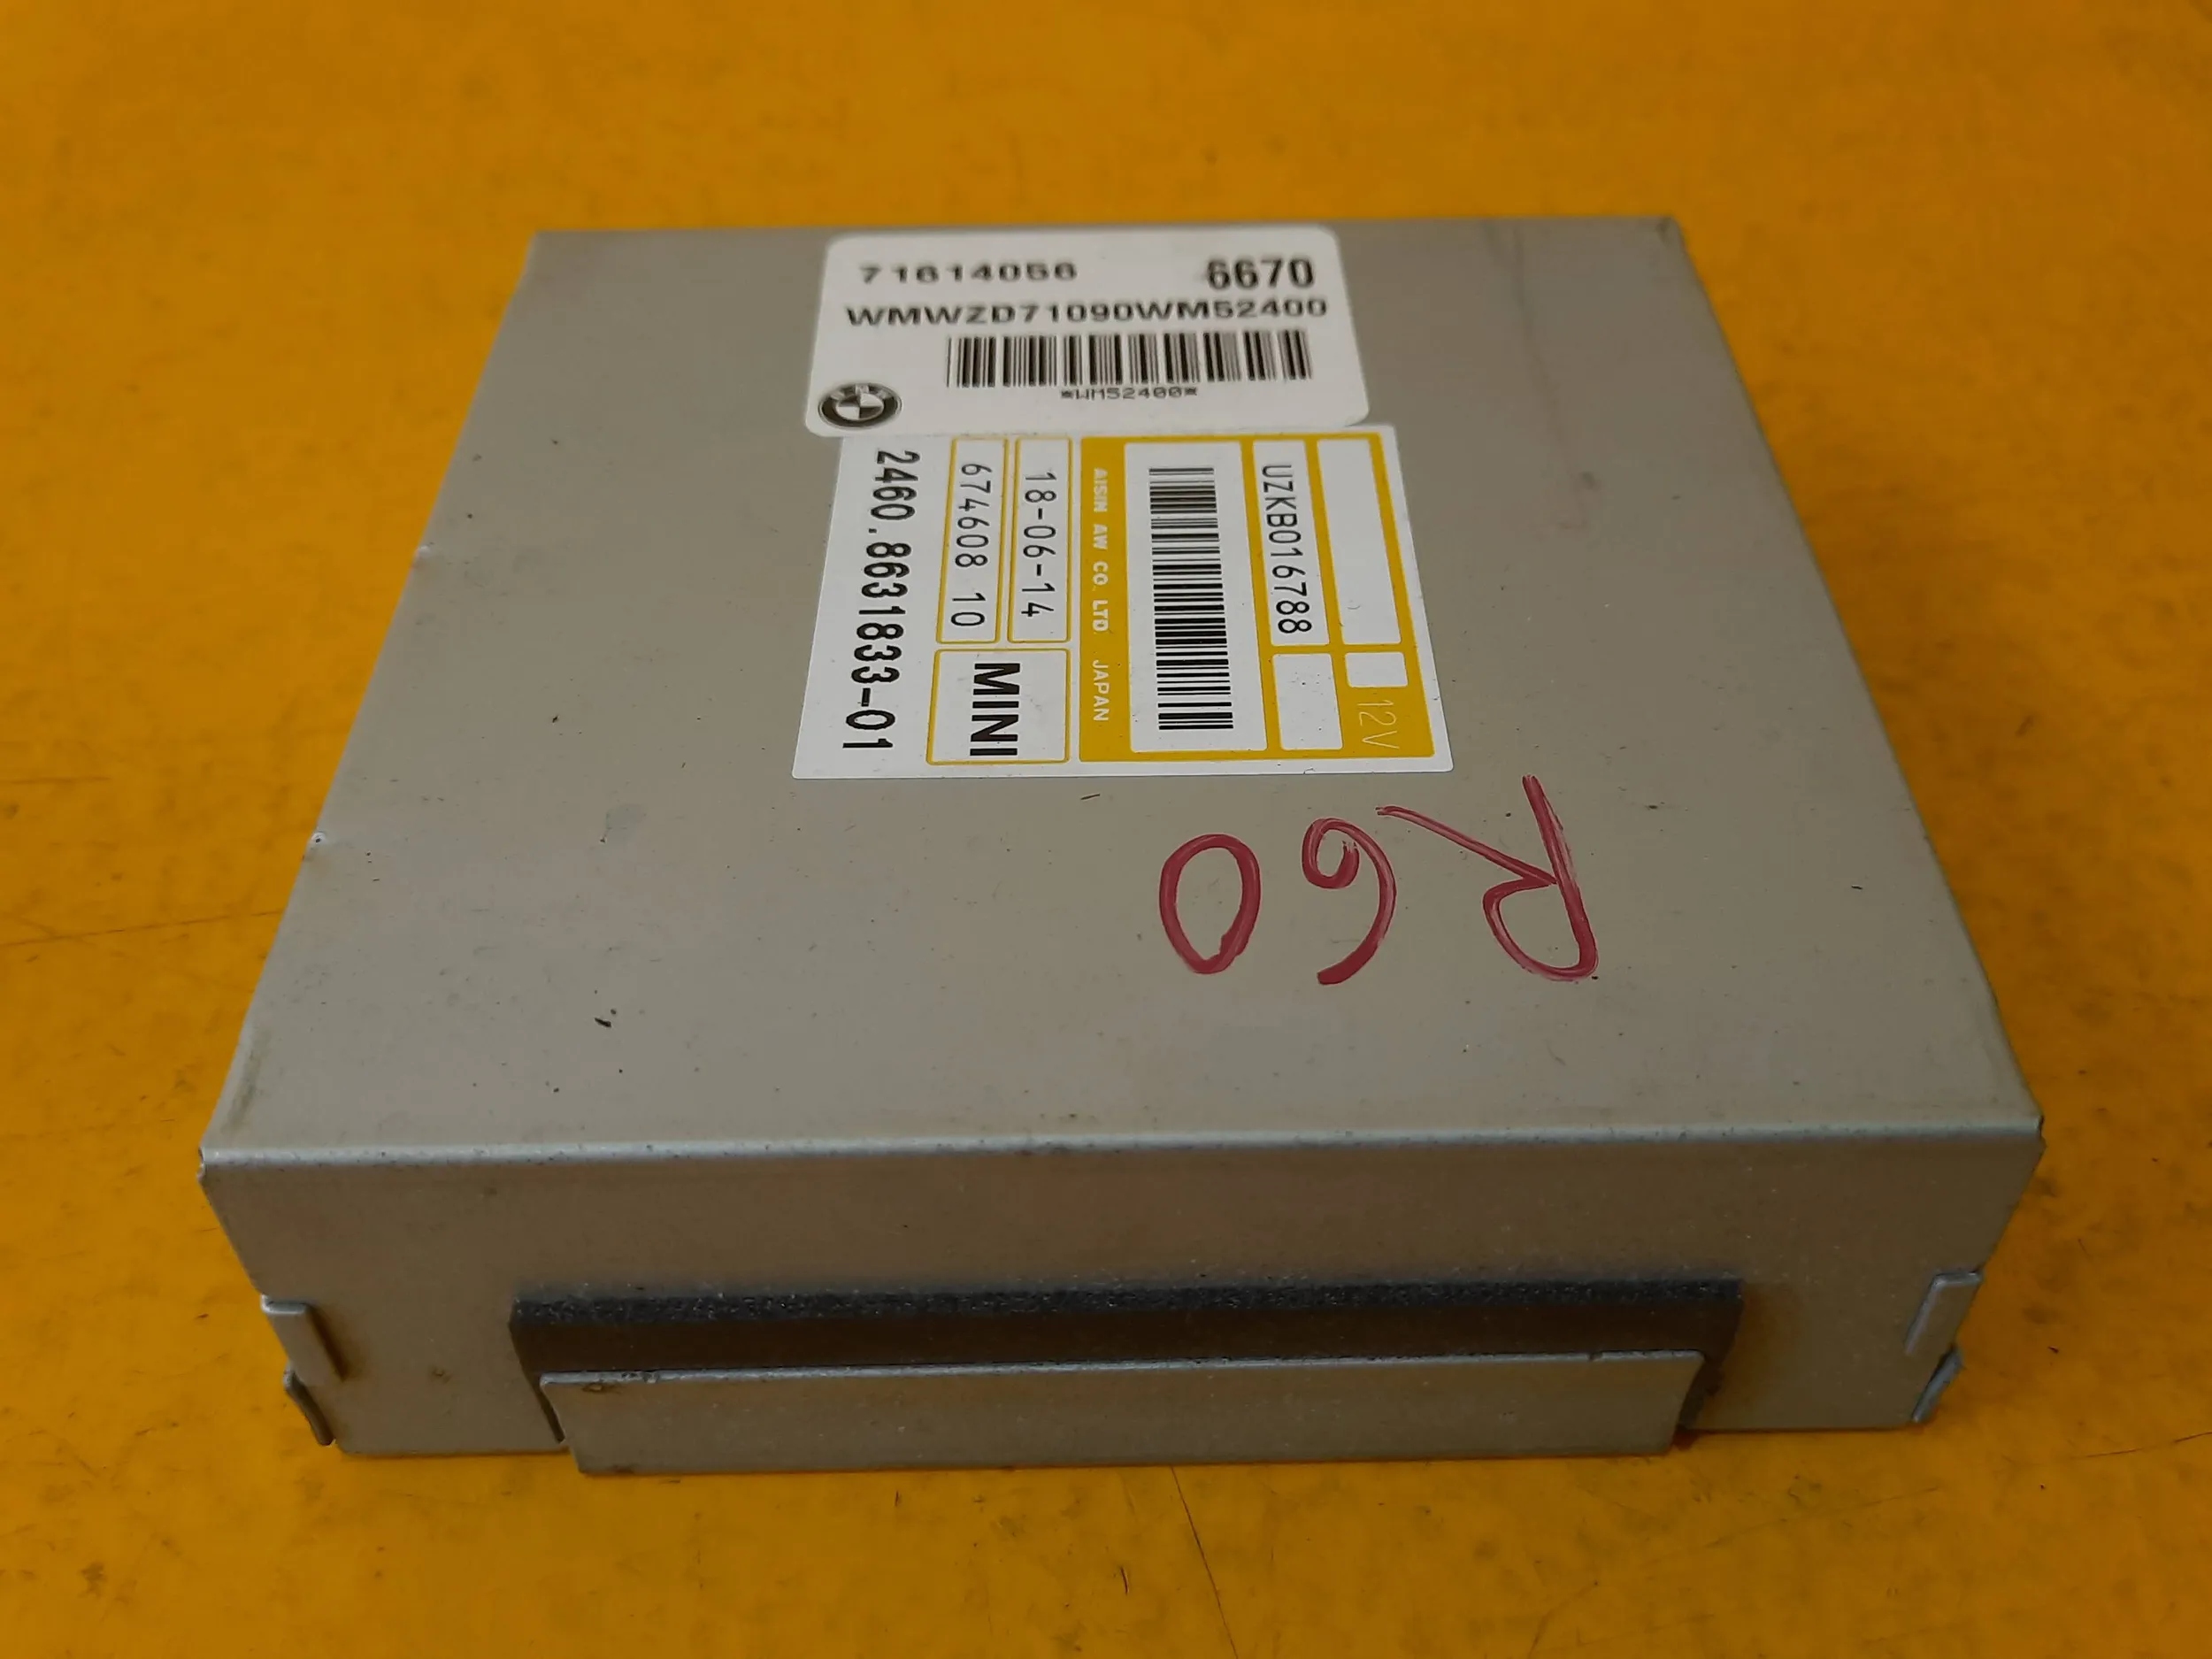 71614056 6670
WMWZD71090WM52400
*WM52400*
12V
UZKB016788
AISIN AW CO. LTD. JAPAN
18-06-14
674608 10
MINI
2460.8631833-01
R60